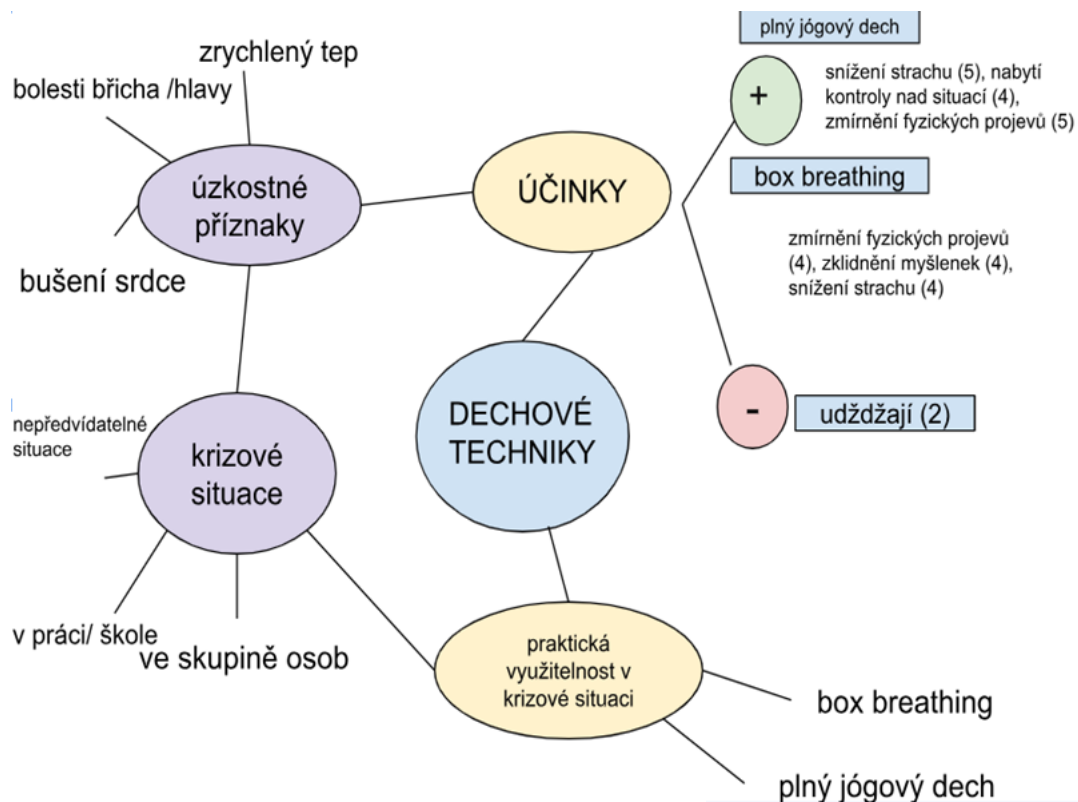 plný jógový dech
zrychlený tep
bolesti břicha /hlavy
+
snížení strachu (5), nabytí
kontroly nad situací (4),
zmírnění fyzických projevů (5)
úzkostné
příznaky
ÚČINKY
box breathing
bušení srdce
zmírnění fyzických projevů
(4), zklidnění myšlenek (4),
snížení strachu (4)
DECHOVÉ
TECHNIKY
-
udždžají (2)
nepředvídatelné
situace
krizové
situace
v práci/ škole
ve skupině osob
praktická
využitelnost v
krizové situaci
box breathing
plný jógový dech